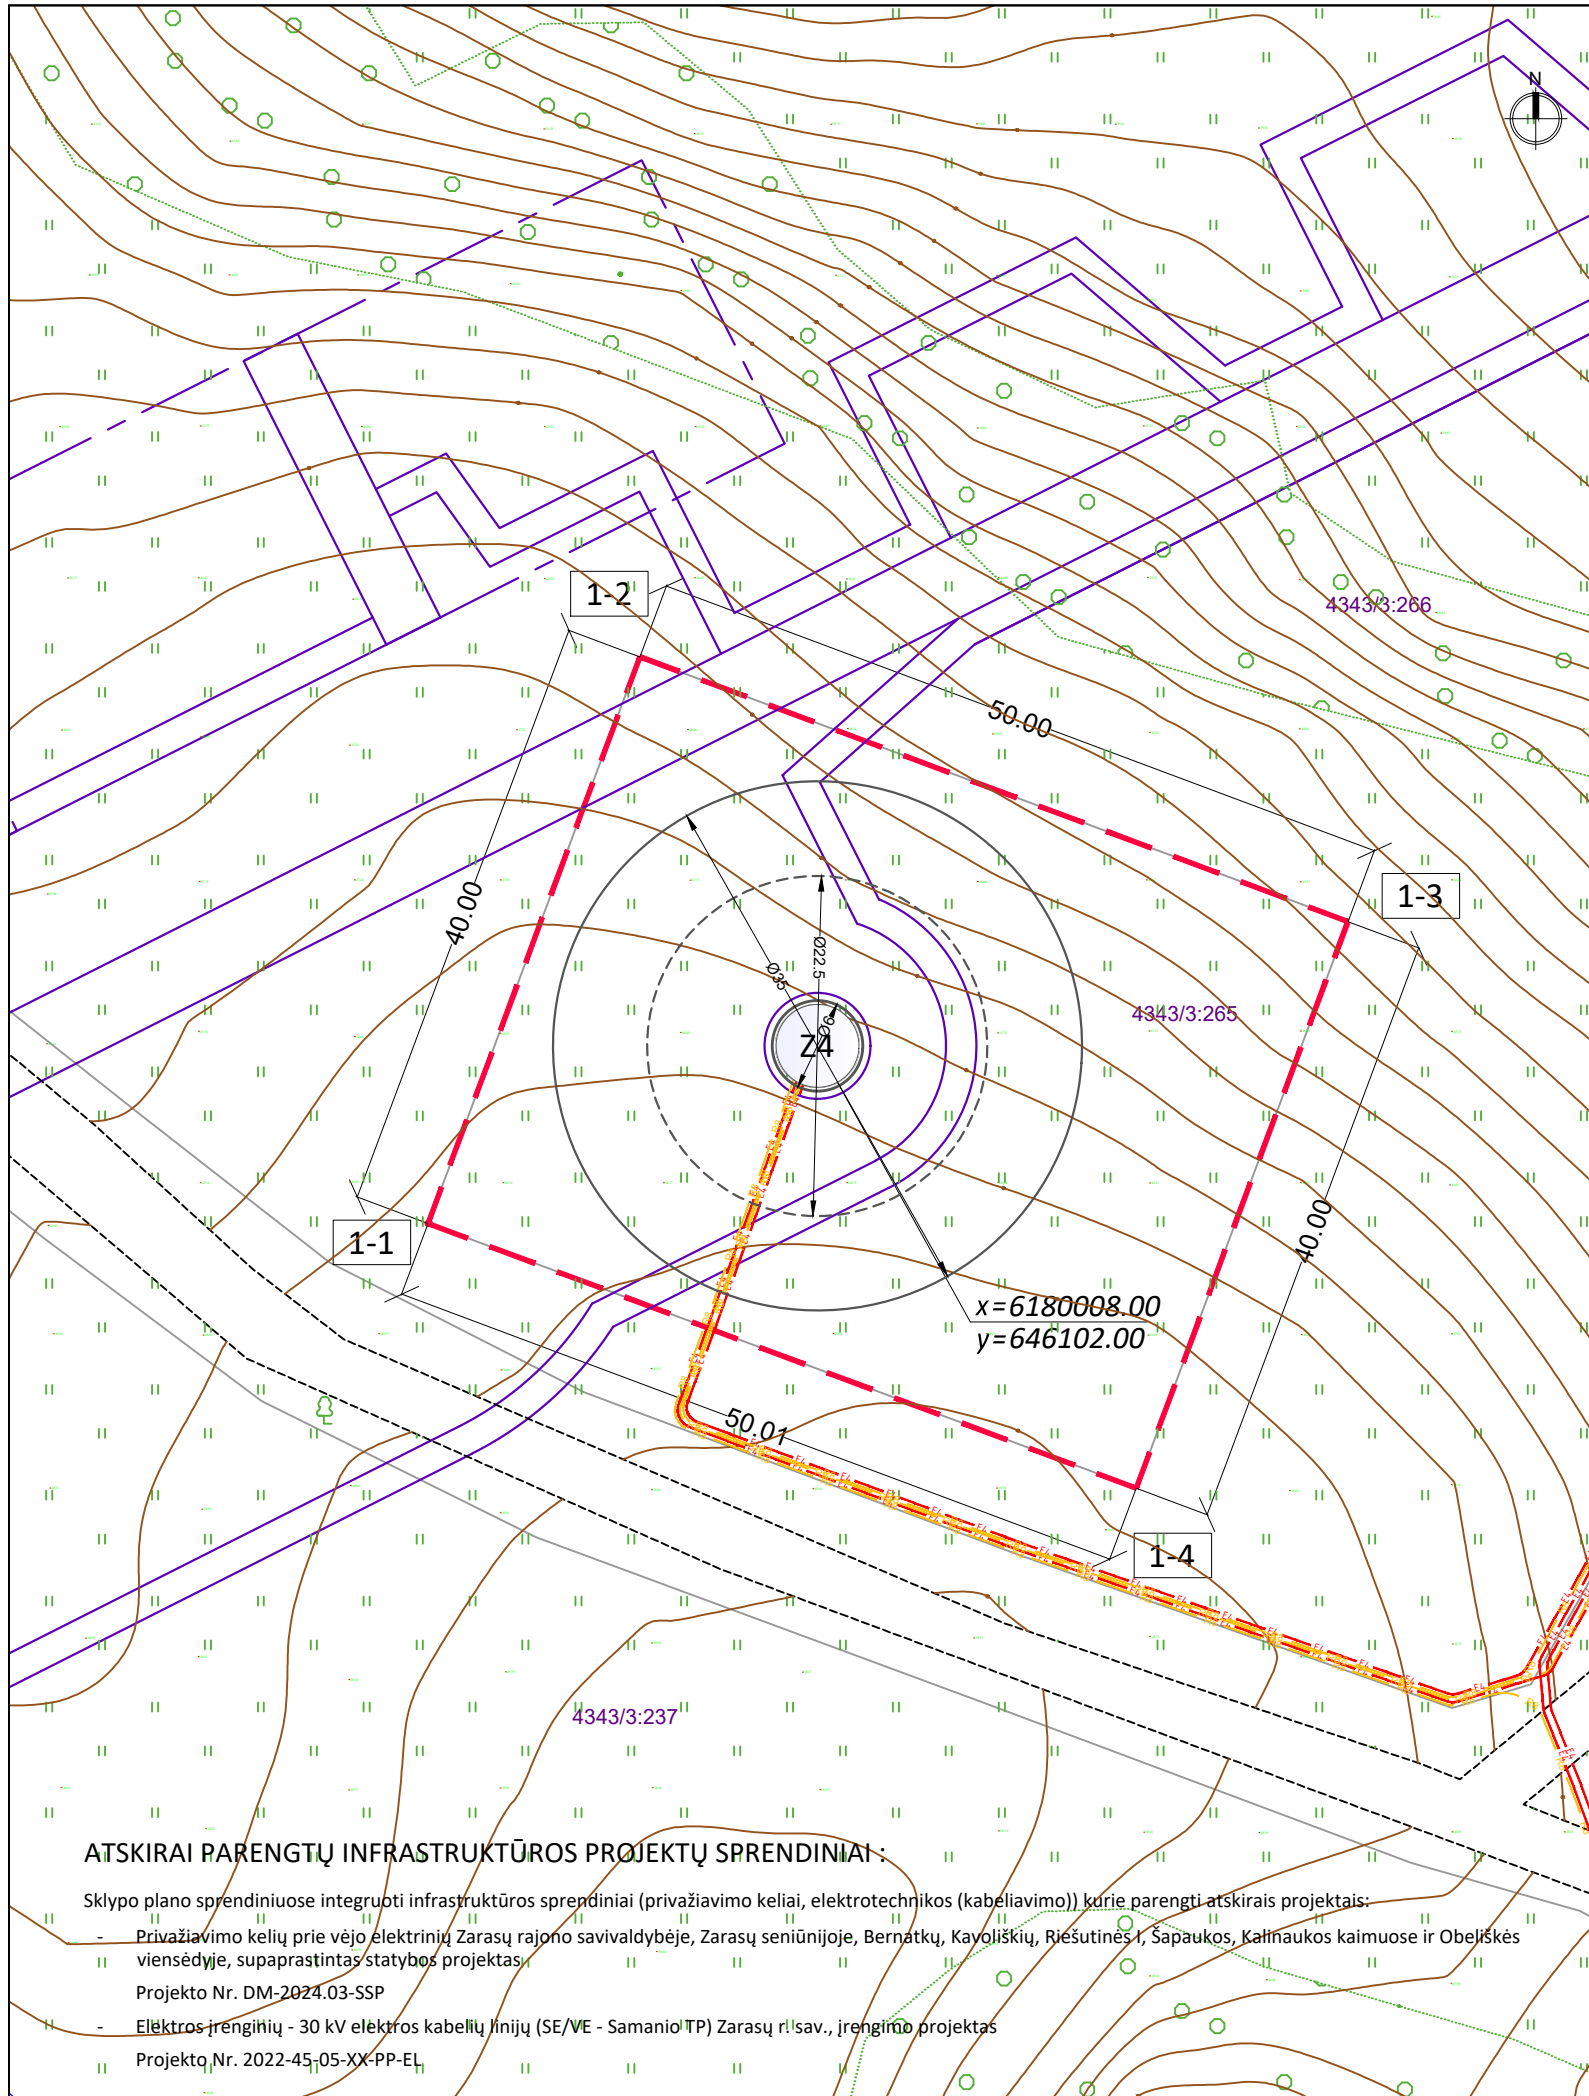 N
1-2
4343/3:266
50.00
1-3
40.00
Ø22.5
Ø35
4343/3:265
Ø6
Z4
1-1
40.00
x=6180008.00
y=646102.00
50.01
1-4
4343/3:237
ATSKIRAI PARENGTŲ INFRASTRUKTŪROS PROJEKTŲ SPRENDINIAI :
Sklypo plano sprendiniuose integruoti infrastruktūros sprendiniai (privažiavimo keliai, elektrotechnikos (kabeliavimo)) kurie parengti atskirais projektais:
- Privažiavimo kelių prie vėjo elektrinių Zarasų rajono savivaldybėje, Zarasų seniūnijoje, Bernatkų, Kavoliškių, Riešutinės I, Šapaukos, Kalinaukos kaimuose ir Obeliškės
viensėdyje, supaprastintas statybos projektas
Projekto Nr. DM-2024.03-SSP
- Elektros įrenginių - 30 kV elektros kabelių linijų (SE/VE - Samanio TP) Zarasų r. sav., įrengimo projektas
Projekto Nr. 2022-45-05-XX-PP-EL